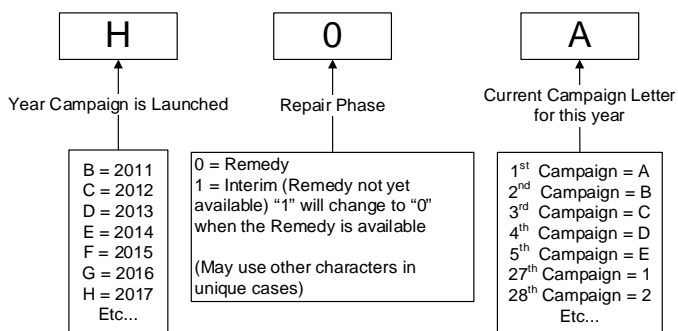 H
0
A
Year Campaign is Launched
Repair Phase
Current Campaign Letter
for this year
B = 2011
C = 2012
D = 2013
E = 2014
F = 2015
G = 2016
H = 2017
Etc...
0 = Remedy
1 = Interim (Remedy not yet
available) “1” will change to “0”
when the Remedy is available
(May use other characters in
unique cases)
1st Campaign = A
2nd Campaign = B
3rd Campaign = C
4th Campaign = D
5th Campaign = E
27th Campaign = 1
28th Campaign = 2
Etc...